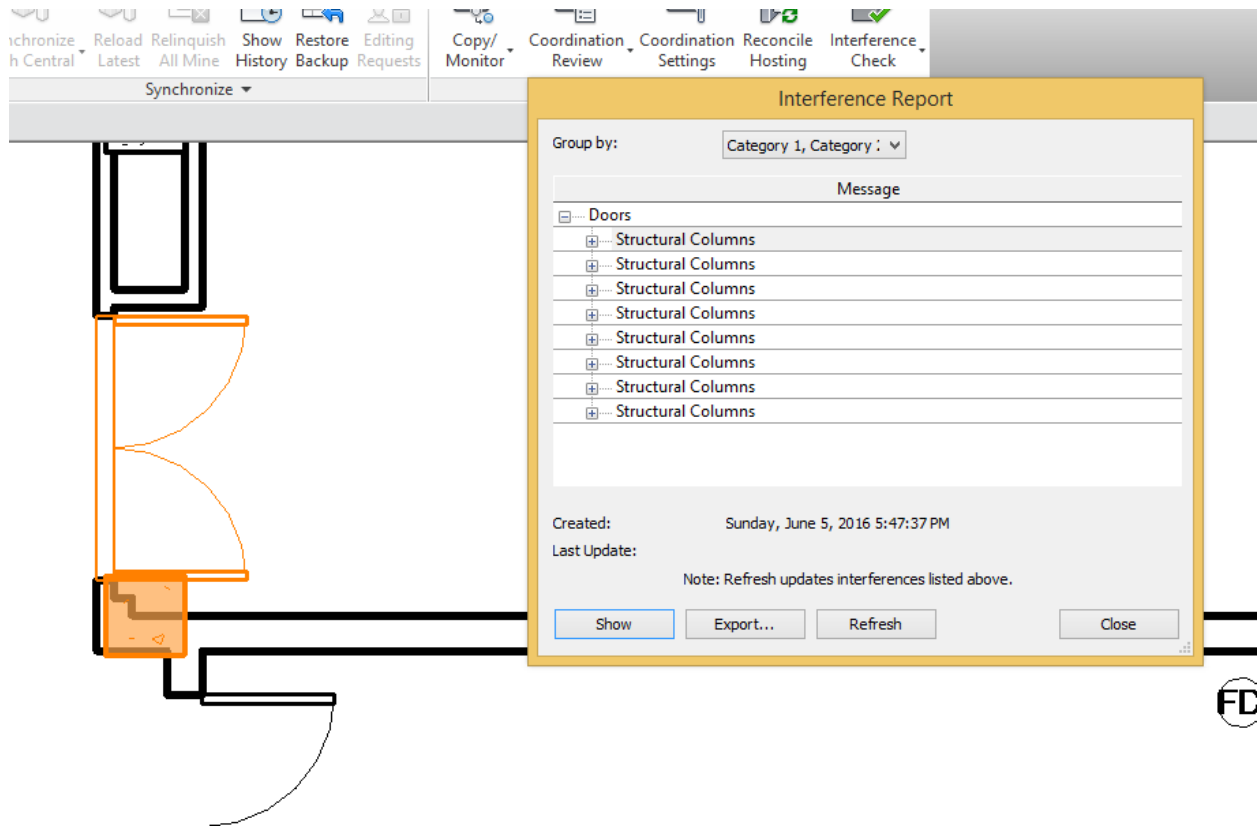 Reload Relinquish Show Restore Editing Copy/ Coordination Coordination Reconcile Interference
h Central Latest All Mine History Backup Requests Monitor Review Settings Hosting Check
Synchronize
Interference Report
Group by: Category 1, Category
Message
Doors
Structural Columns
Structural Columns
Structural Columns
Structural Columns
Structural Columns
Structural Columns
Structural Columns
Structural Columns
Created: Sunday, June 5, 2016 5:47:37 PM
Last Update:
Note: Refresh updates interferences listed above.
Show Export... Refresh Close
FD